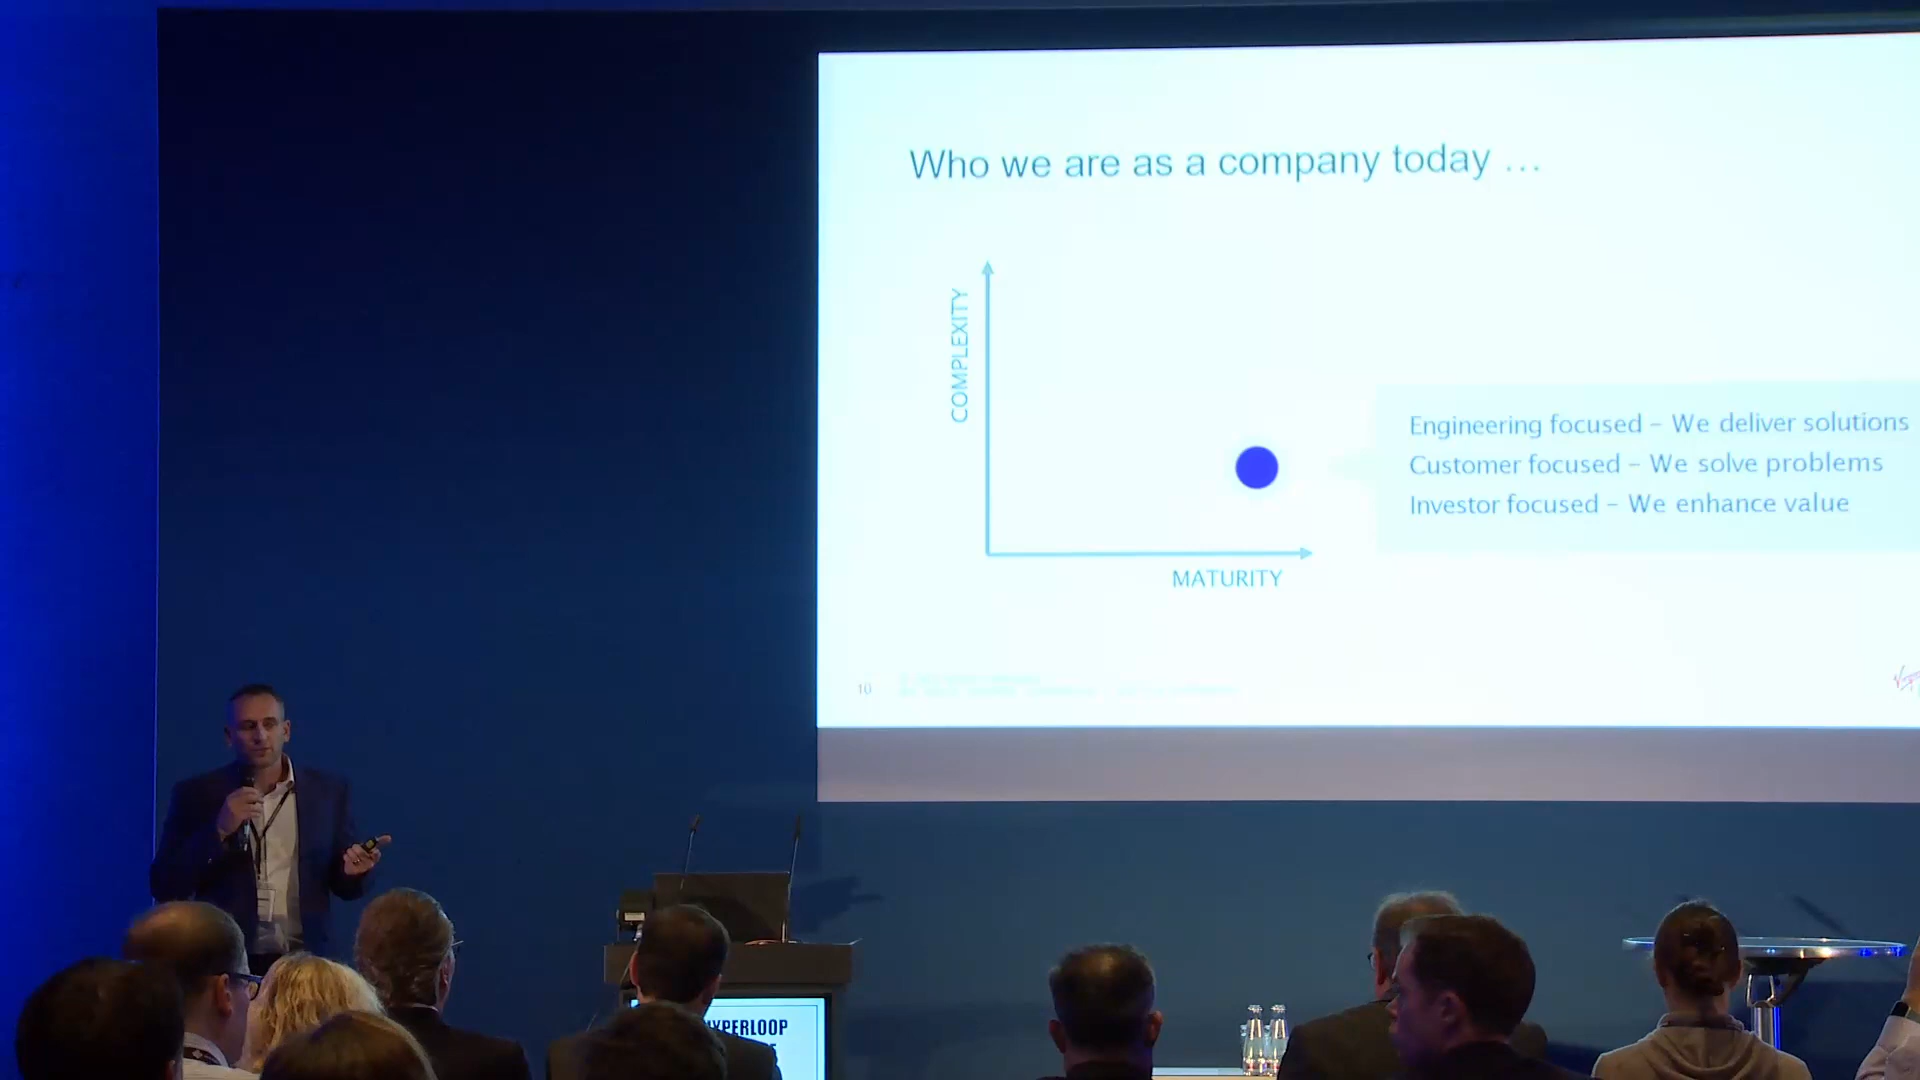 Who we are as a company today …
COMPLEXITY
Engineering focused – We deliver solutions
Customer focused – We solve problems
Investor focused – We enhance value
MATURITY
10
HYPERLOOP